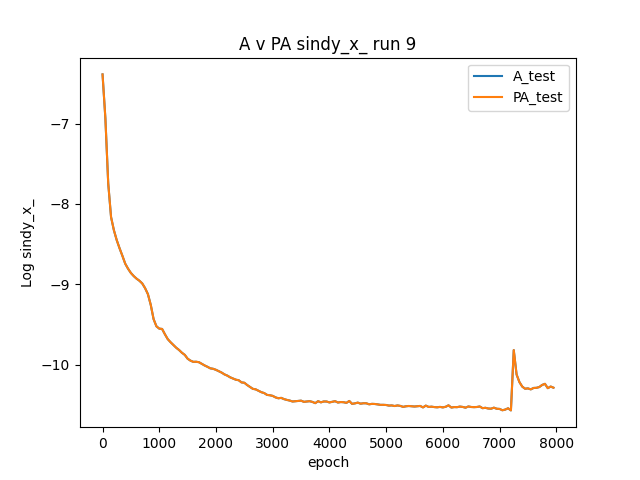 A v PA sindy_x_ run 9
A_test
PA_test
−7
−8
−9
−10
Log sindy_x_
0 1000 2000 3000 4000 5000 6000 7000 8000
epoch